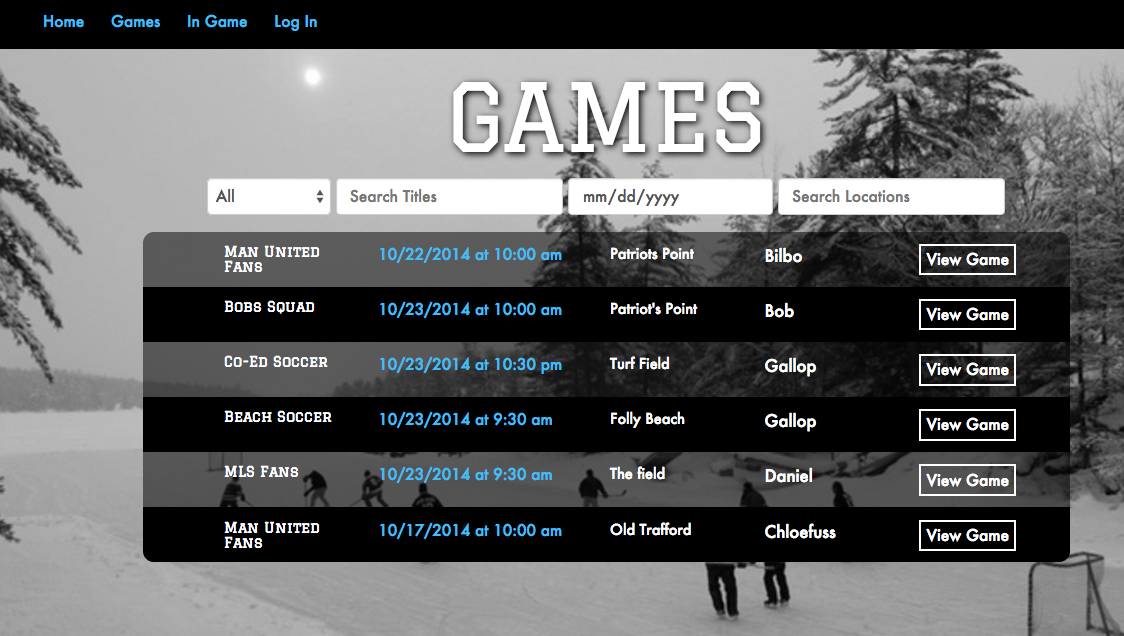 Home Games In Game Log In
GAMES
All Search Titles mm/dd/yyyy Search Locations
Man United Fans 10/22/2014 at 10:00 am Patriots Point Bilbo View Game
Bobs Squad 10/23/2014 at 10:00 am Patriot's Point Bob View Game
Co-Ed Soccer 10/23/2014 at 10:30 pm Turf Field Gallop View Game
Beach Soccer 10/23/2014 at 9:30 am Folly Beach Gallop View Game
MLS Fans 10/23/2014 at 9:30 am The field Daniel View Game
Man United Fans 10/17/2014 at 10:00 am Old Trafford Chloefuss View Game